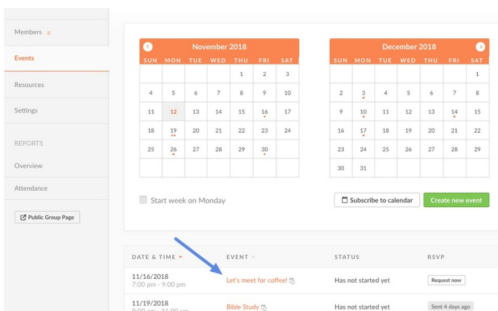 Members
Events
Resources
Settings
REPORTS
Overview
Attendance
Public Group Page
November 2018
SUN MON TUE WED THU FRI SAT
1 2 3
4 5 6 7 8 9 10
11 12 13 14 15 16 17
18 19 20 21 22 23 24
25 26 27 28 29 30
December 2018
SUN MON TUE WED THU FRI SAT
1
2 3 4 5 6 7 8
9 10 11 12 13 14 15
16 17 18 19 20 21 22
23 24 25 26 27 28 29
30 31
Start week on Monday
Subscribe to calendar
Create new event
DATE & TIME EVENT STATUS RSVP
11/16/2018
7:00 pm - 9:00 pm
Let's meet for coffee! Has not started yet Request now
11/19/2018
Bible Study Has not started yet Sent 4 days ago